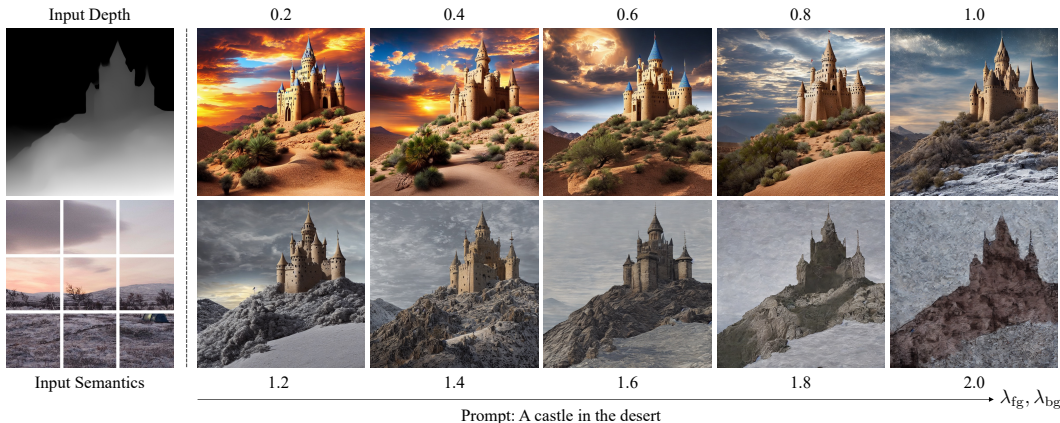 Input Depth
0.2 0.4 0.6 0.8 1.0
Input Semantics
1.2 1.4 1.6 1.8 2.0
λfg, λbg
Prompt: A castle in the desert